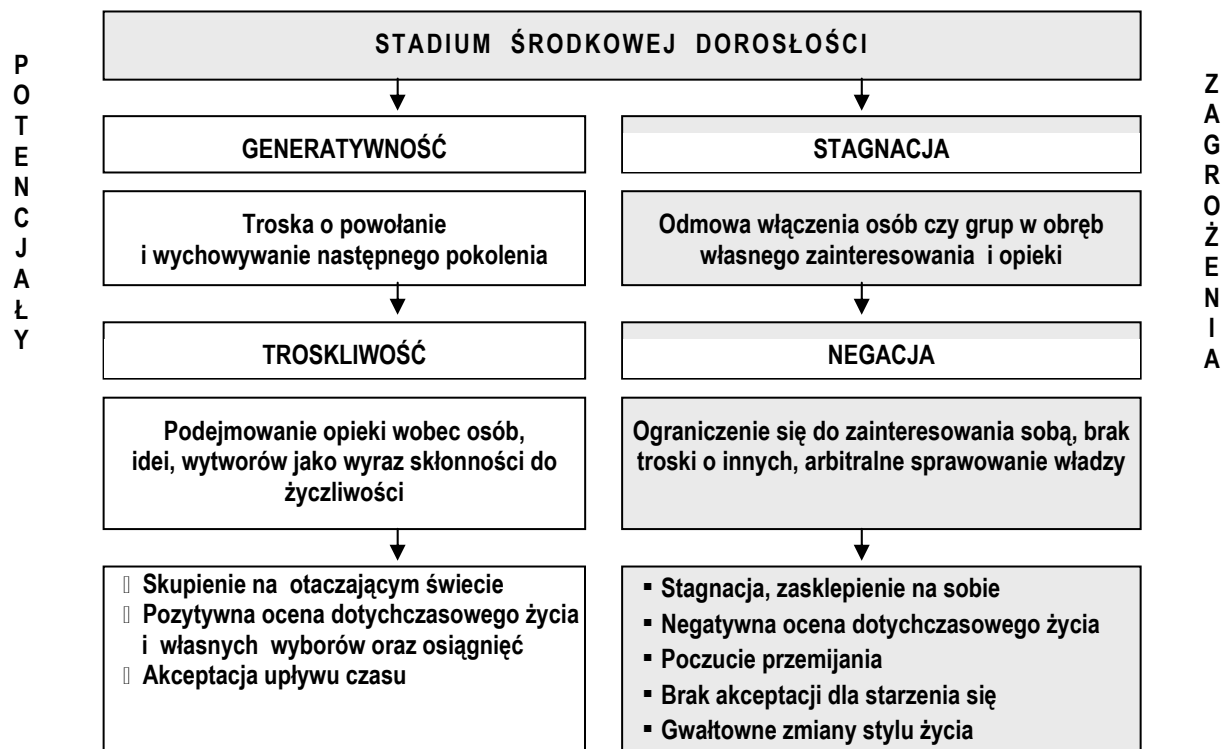 STADIUM ŚRODKOWEJ DOROSŁOŚCI
POTENCJAŁY
GENERATYWNOŚĆ
Troska o powołanie
i wychowywanie następnego pokolenia
TROSKLIWOŚĆ
Podejmowanie opieki wobec osób,
idei, wytworów jako wyraz skłonności do
życzliwości
Skupienie na otaczającym świecie
Pozytywna ocena dotychczasowego życia
i własnych wyborów oraz osiągnięć
Akceptacja upływu czasu
ZAGROŻENIA
STAGNACJA
Odmowa włączenia osób czy grup w obręb
własnego zainteresowania i opieki
NEGACJA
Ograniczenie się do zainteresowania sobą, brak
troski o innych, arbitralne sprawowanie władzy
▪ Stagnacja, zasklepienie na sobie
▪ Negatywna ocena dotychczasowego życia
▪ Poczucie przemijania
▪ Brak akceptacji dla starzenia się
▪ Gwałtowne zmiany stylu życia